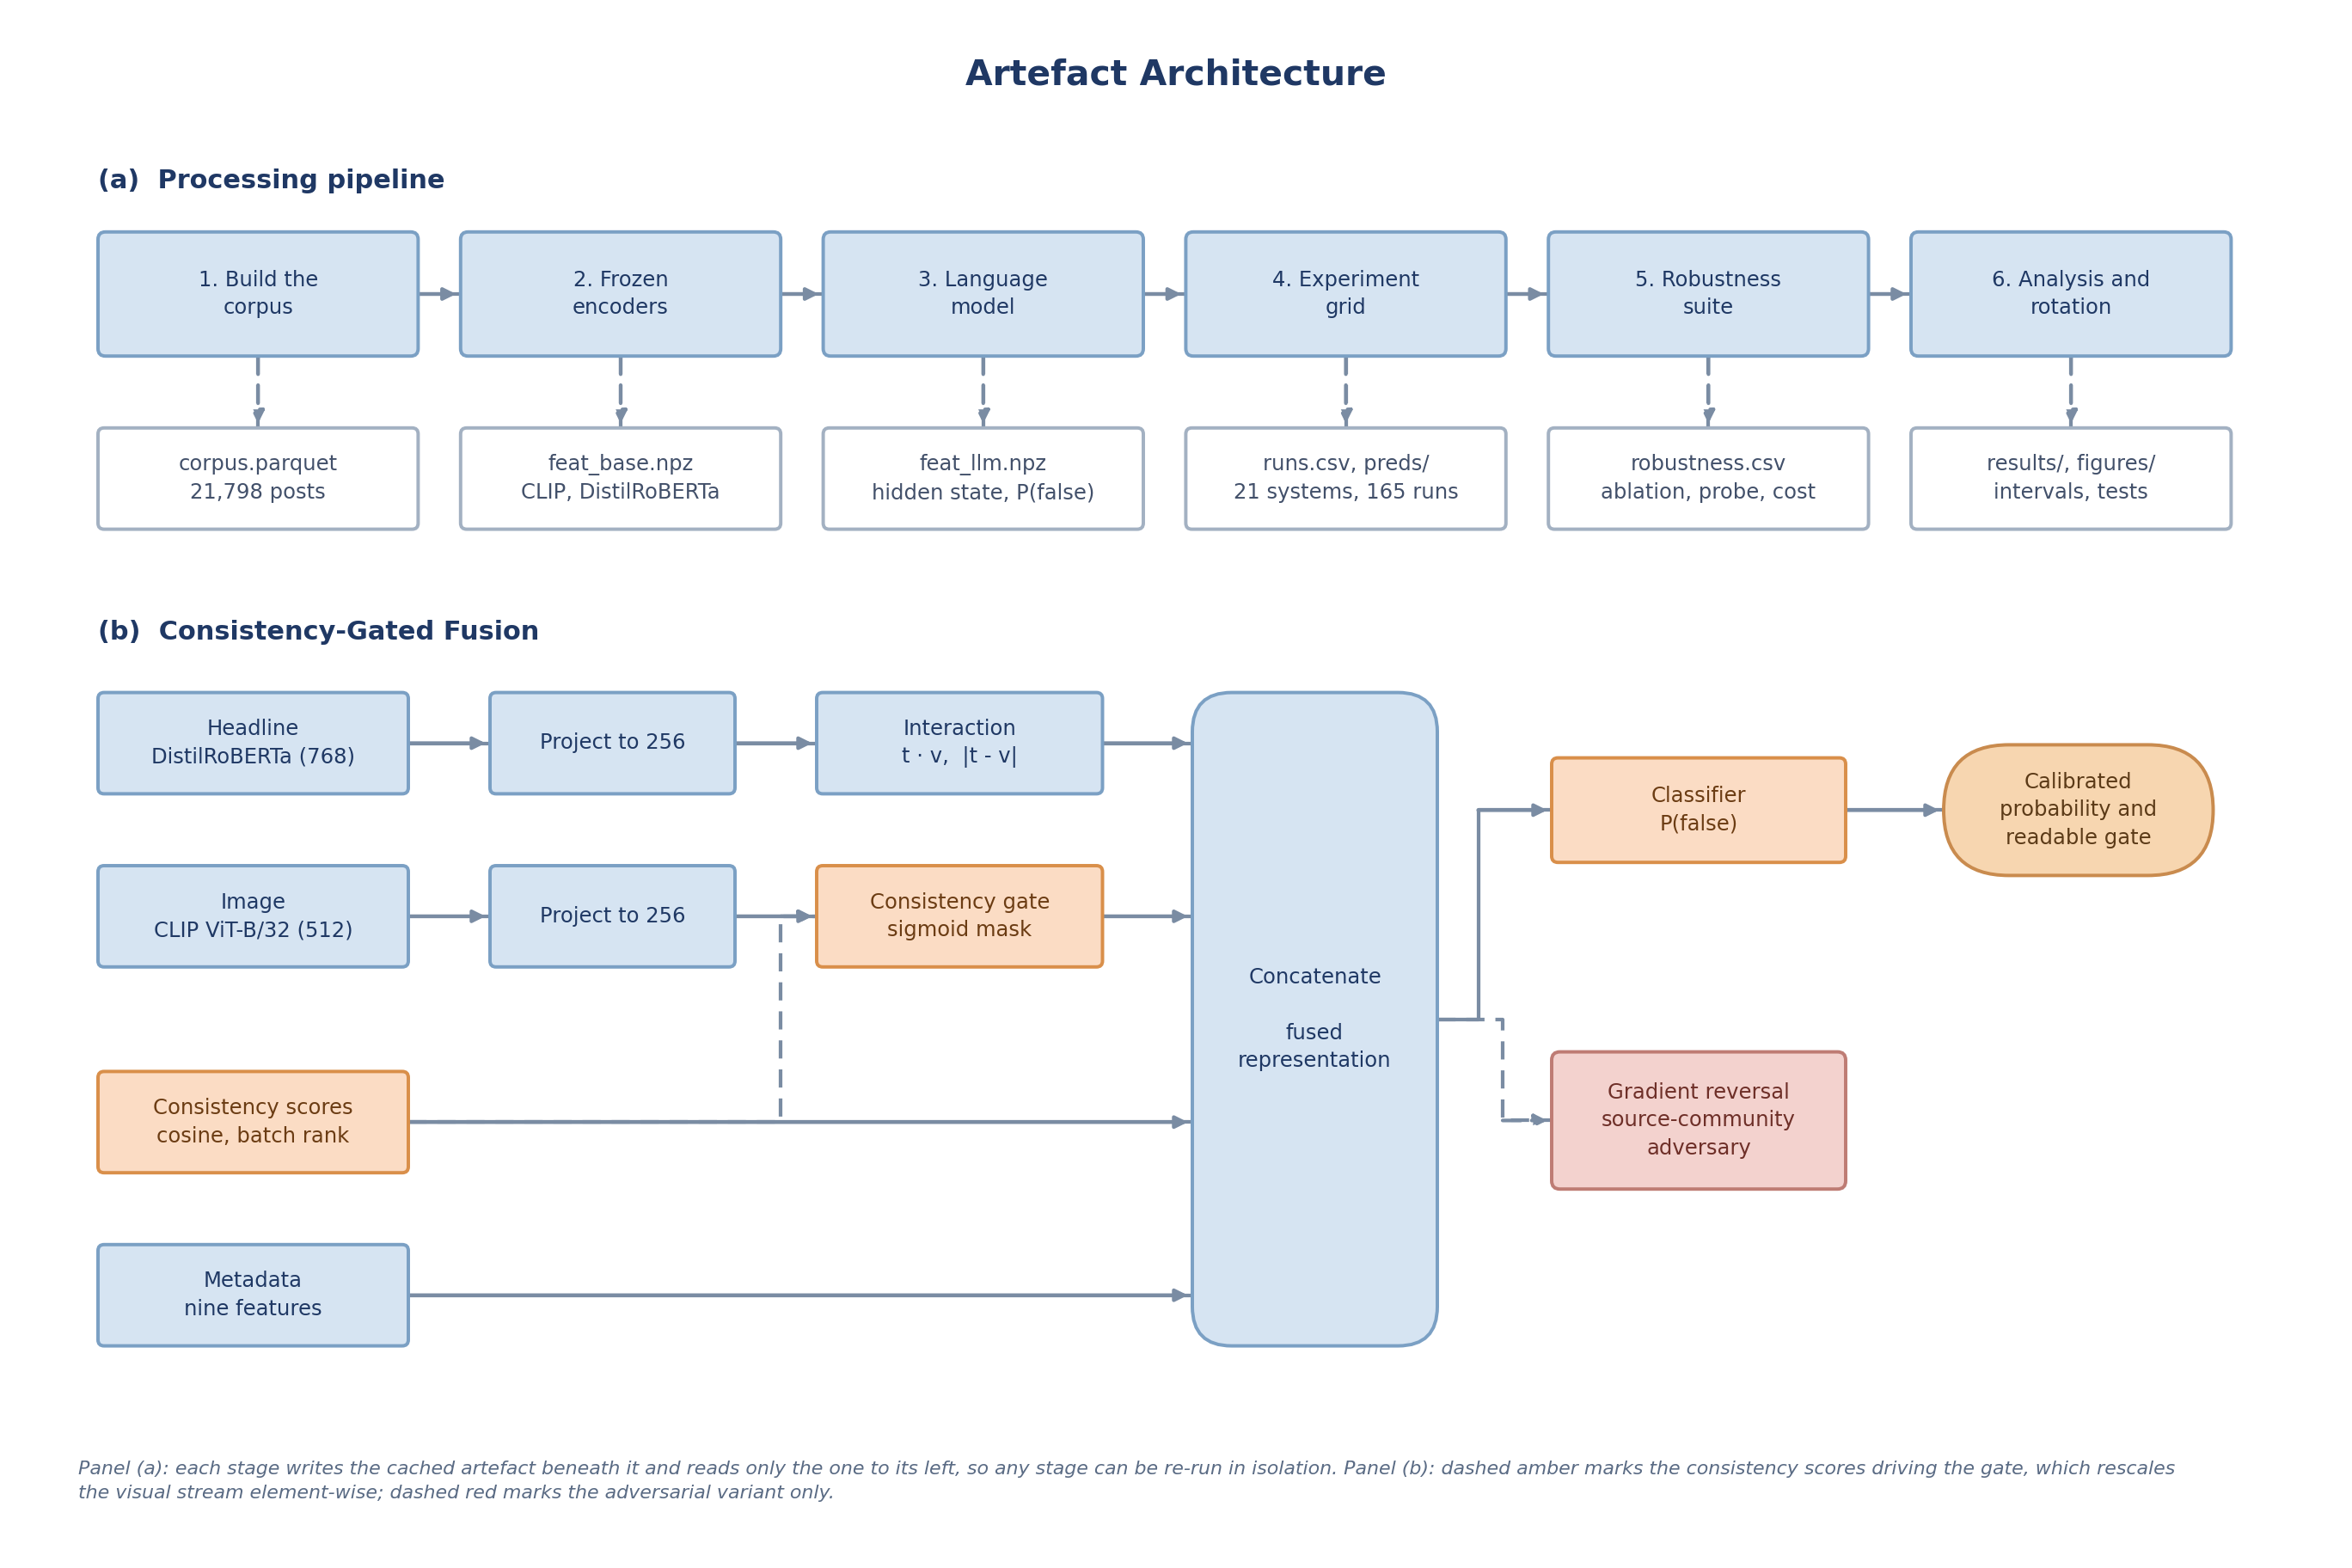 Artefact Architecture
(a)  Processing pipeline
1. Build the
corpus
2. Frozen
encoders
3. Language
model
4. Experiment
grid
5. Robustness
suite
6. Analysis and
rotation
corpus.parquet
21,798 posts
feat_base.npz
CLIP, DistilRoBERTa
feat_llm.npz
hidden state, P(false)
runs.csv, preds/
21 systems, 165 runs
robustness.csv
ablation, probe, cost
results/, figures/
intervals, tests
(b)  Consistency-Gated Fusion
Headline
DistilRoBERTa (768)
Project to 256
Interaction
t · v,  |t - v|
Image
CLIP ViT-B/32 (512)
Project to 256
Consistency gate
sigmoid mask
Consistency scores
cosine, batch rank
Metadata
nine features
Concatenate
fused
representation
Classifier
P(false)
Calibrated
probability and
readable gate
Gradient reversal
source-community
adversary
Panel (a): each stage writes the cached artefact beneath it and reads only the one to its left, so any stage can be re-run in isolation. Panel (b): dashed amber marks the consistency scores driving the gate, which rescales
the visual stream element-wise; dashed red marks the adversarial variant only.